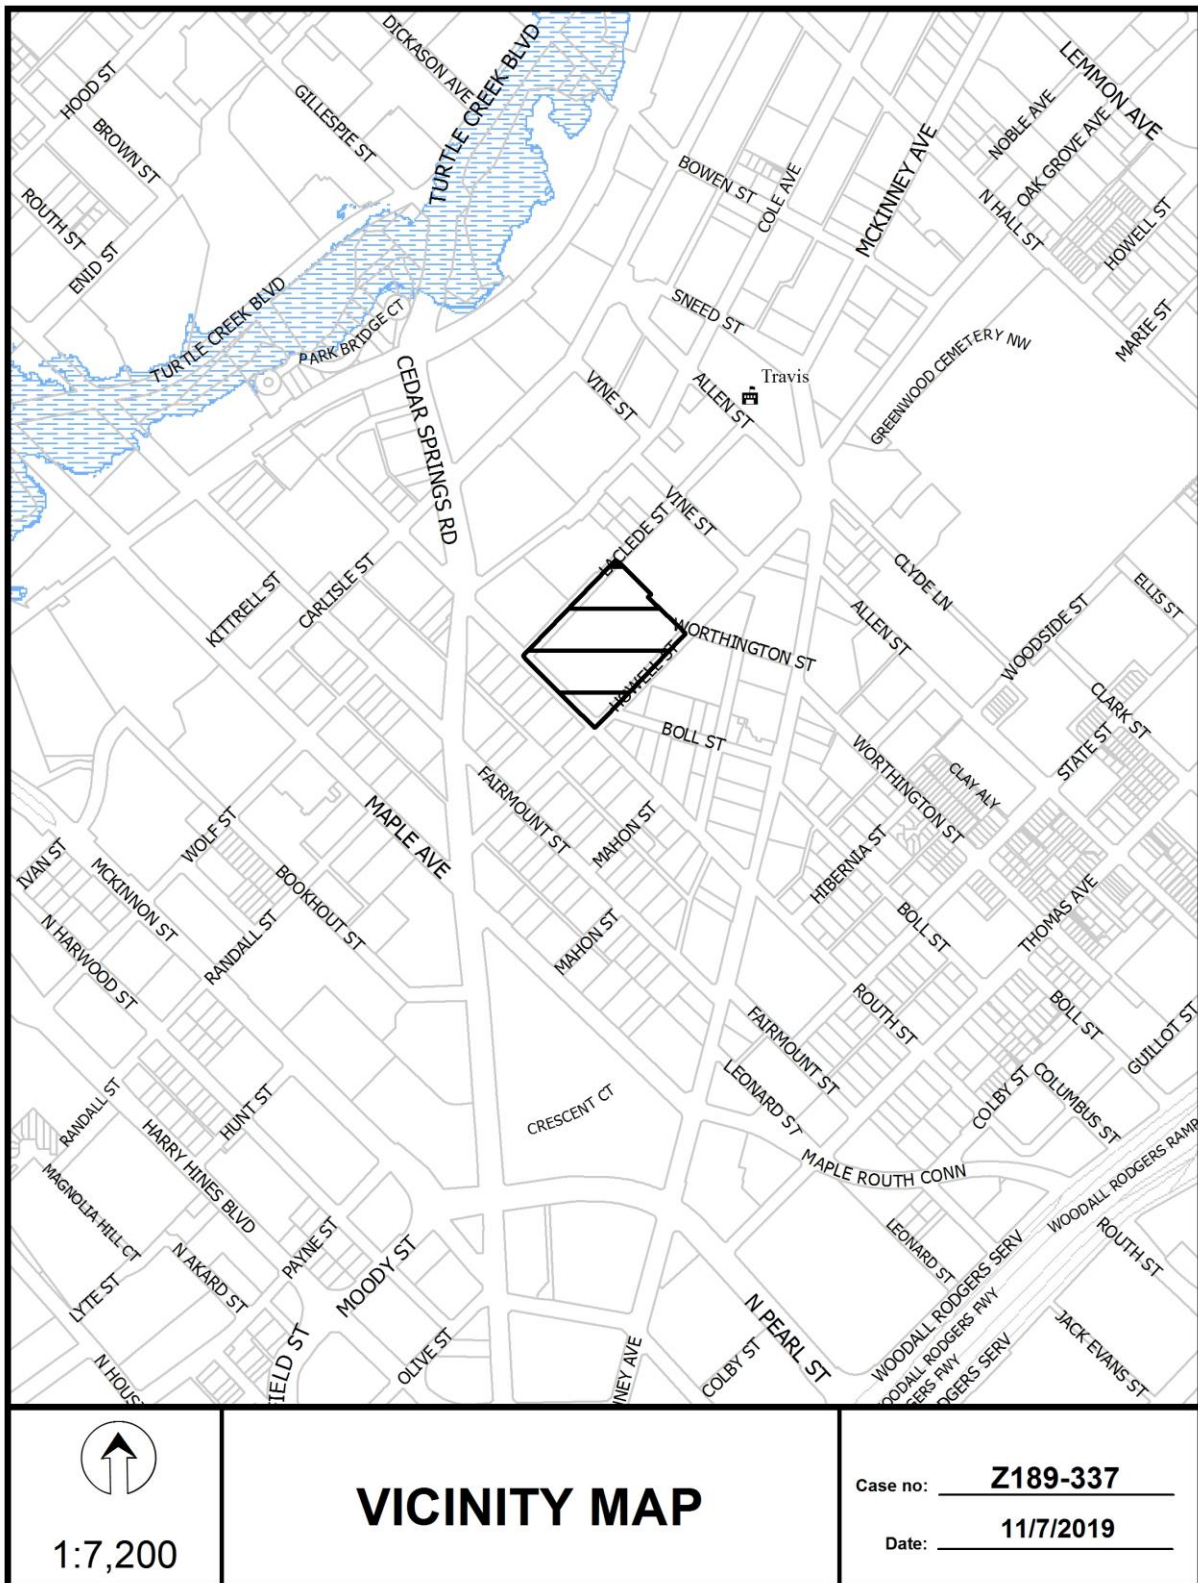 DICKASON AVE
TURTLE CREEK BLVD
LEMMON AVE
HOOD ST
GILLESPIE ST
NOBLE AVE
BROWN ST
OAK GROVE AVE
MCKINNEY AVE
BOWEN ST
COLE AVE
N HALL ST
ROUTH ST
HOWELL ST
ENID ST
SNEED ST
MARIE ST
TURTLE CREEK BLVD
PARK BRIDGE CT
GREENWOOD CEMETERY NW
CEDAR SPRINGS RD
VINE ST
ALLEN ST
Travis
VINE ST
LACLEDE ST
CLYDE LN
ELLIS ST
KITTRELL ST
CARLISLE ST
ALLEN ST
WOODSIDE ST
WORTHINGTON ST
HOWELL ST
CLARK ST
BOLL ST
STATE ST
WORTHINGTON ST
CLAY ALY
FAIRMOUNT ST
MAPLE AVE
WOLF ST
MAHON ST
IVAN ST
MCKINNON ST
BOOKHOUT ST
HIBERNIA ST
THOMAS AVE
BOLL ST
N HARWOOD ST
RANDALL ST
MAHON ST
ROUTH ST
BOLL ST
GUILLOT ST
FAIRMOUNT ST
LEONARD ST
COLBY ST
COLUMBUS ST
CRESCENT CT
RANDALL ST
HUNT ST
HARRY HINES BLVD
MAPLE ROUTH CONN
WOODALL RODGERS RAMP
MAGNOLIA HILL CT
N AKARD ST
PAYNE ST
MOODY ST
LEONARD ST
ROUTH ST
WOODALL RODGERS SERV
LYTE ST
N PEARL ST
WOODALL RODGERS FWY
JACK EVANS ST
N HOUS
FIELD ST
OLIVE ST
NEY AVE
COLBY ST
GERS FWY
DGERS SERV
1:7,200
VICINITY MAP
Case no: Z189-337
Date: 11/7/2019